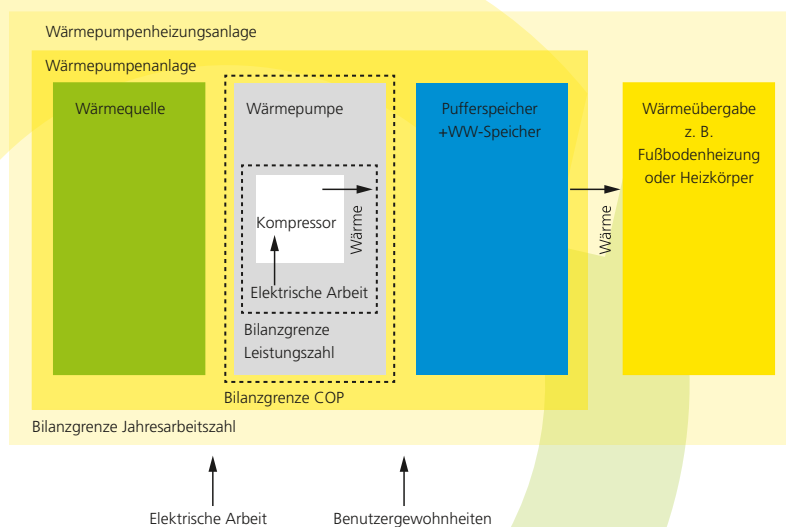 Wärmepumpenheizungsanlage
Wärmepumpenanlage
Wärmequelle
Wärmepumpe
Kompressor
Wärme
Elektrische Arbeit
Bilanzgrenze
Leistungszahl
Pufferspeicher
+WW-Speicher
Wärme
Wärmeübergabe
z. B.
Fußbodenheizung
oder Heizkörper
Bilanzgrenze COP
Bilanzgrenze Jahresarbeitszahl
Elektrische Arbeit
Benutzergewohnheiten